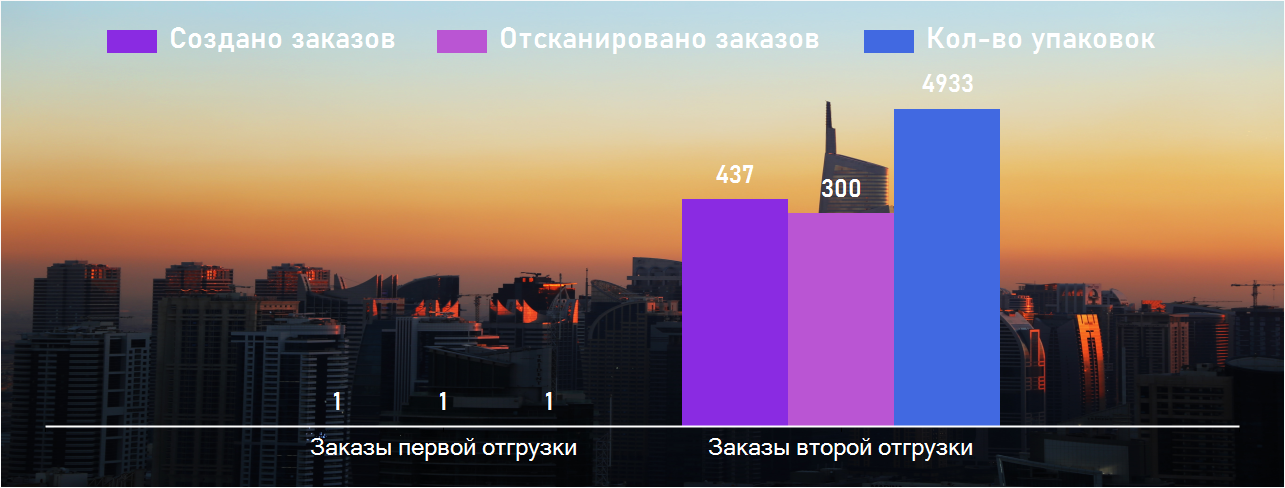 Создано заказов Отсканировано заказов Кол-во упаковок
4933
437
300
1 1 1
Заказы первой отгрузки Заказы второй отгрузки